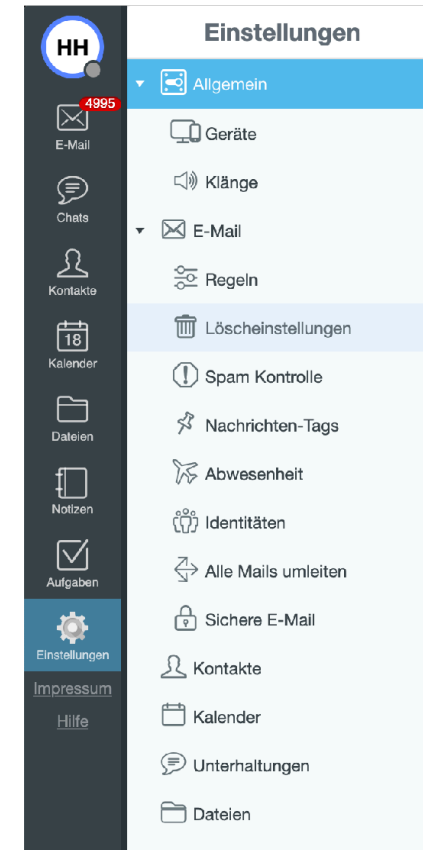 HH
4995
E-Mail
Chats
Kontakte
18
Kalender
Dateien
Notizen
Aufgaben
Einstellungen
Impressum
Hilfe
Einstellungen
Allgemein
Geräte
Klänge
E-Mail
Regeln
Löscheinstellungen
Spam Kontrolle
Nachrichten-Tags
Abwesenheit
Identitäten
Alle Mails umleiten
Sichere E-Mail
Kontakte
Kalender
Unterhaltungen
Dateien